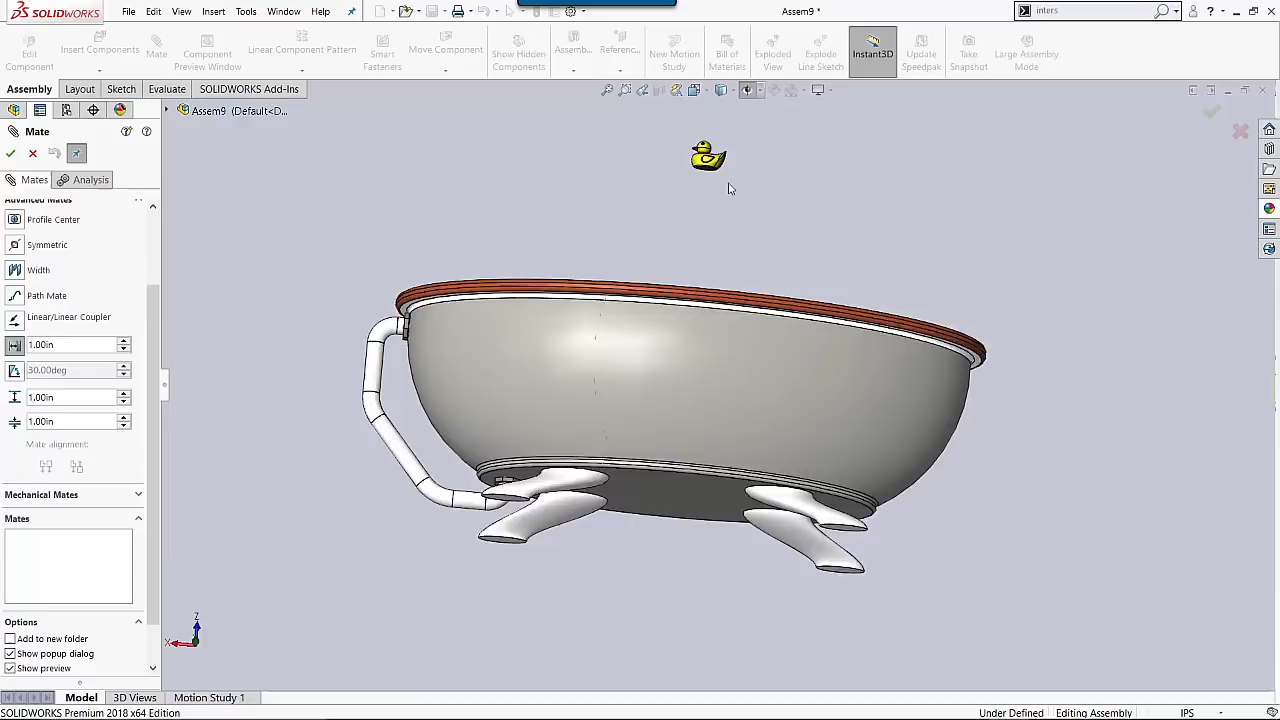 SOLIDWORKS File Edit View Insert Tools Window Help Assem9 * inters
Edit Component
Insert Components
Mate
Component Preview Window
Linear Component Pattern
Smart Fasteners
Move Component
Show Hidden Components
Assemb...
Referenc...
New Motion Study
Bill of Materials
Exploded View
Explode Line Sketch
Instant3D
Update Speedpak
Take Snapshot
Large Assembly Mode
Assembly Layout Sketch Evaluate SOLIDWORKS Add-Ins
Assem9 (Default<D...
Mate
Mates Analysis
Advanced Mates
Profile Center
Symmetric
Width
Path Mate
Linear/Linear Coupler
1.00in
30.00deg
1.00in
1.00in
Mate alignment:
Mechanical Mates
Mates
Options
Add to new folder
Show popup dialog
Show preview
Z
X
Model 3D Views Motion Study 1
SOLIDWORKS Premium 2018 x64 Edition Under Defined Editing Assembly IPS -